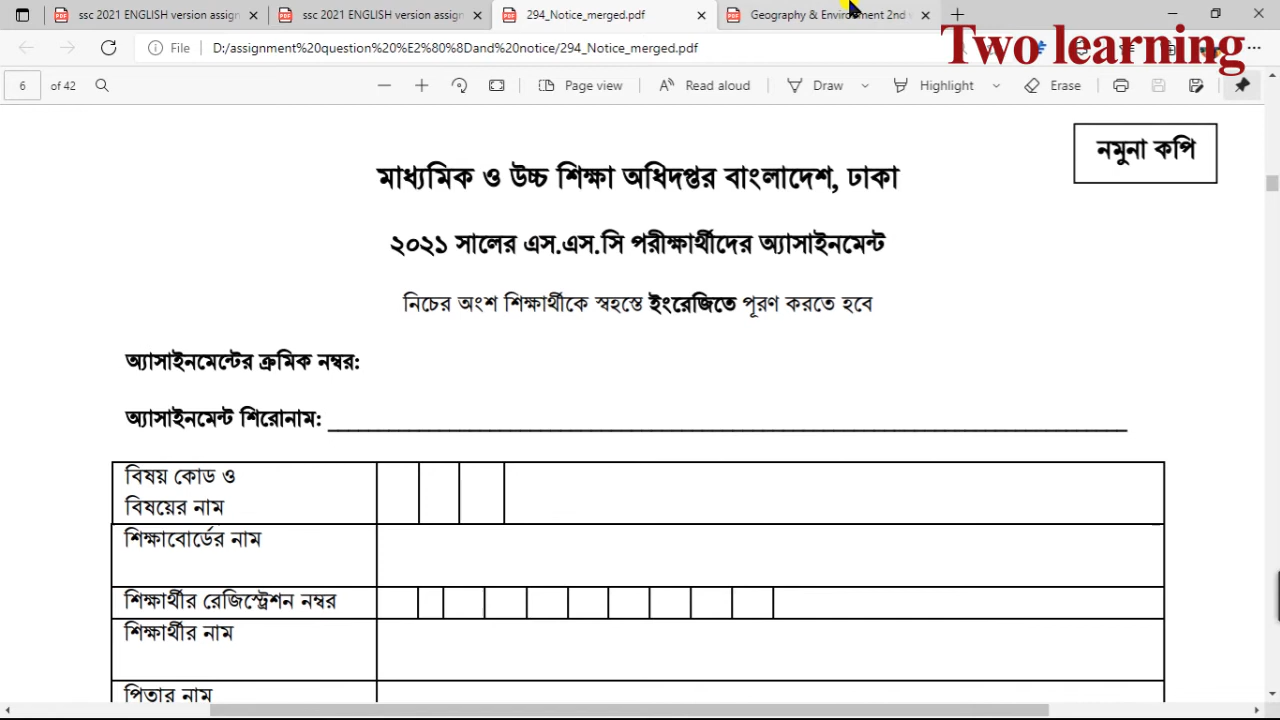 ssc 2021 ENGLISH version assign
ssc 2021 ENGLISH version assign
294_Notice_merged.pdf
Geography & Environment 2nd
File
D:/assignment%20question%20%E2%80%8Dand%20notice/294_Notice_merged.pdf
Two learning
6 of 42
Page view
Read aloud
Draw
Highlight
Erase
নমুনা কপি
মাধ্যমিক ও উচ্চ শিক্ষা অধিদপ্তর বাংলাদেশ, ঢাকা
২০২১ সালের এস.এস.সি পরীক্ষার্থীদের অ্যাসাইনমেন্ট
নিচের অংশ শিক্ষার্থীকে স্বহস্তে ইংরেজিতে পূরণ করতে হবে
অ্যাসাইনমেন্টের ক্রমিক নম্বর:
অ্যাসাইনমেন্ট শিরোনাম:
বিষয় কোড ও
বিষয়ের নাম
শিক্ষাবোর্ডের নাম
শিক্ষার্থীর রেজিস্ট্রেশন নম্বর
শিক্ষার্থীর নাম
পিতার নাম